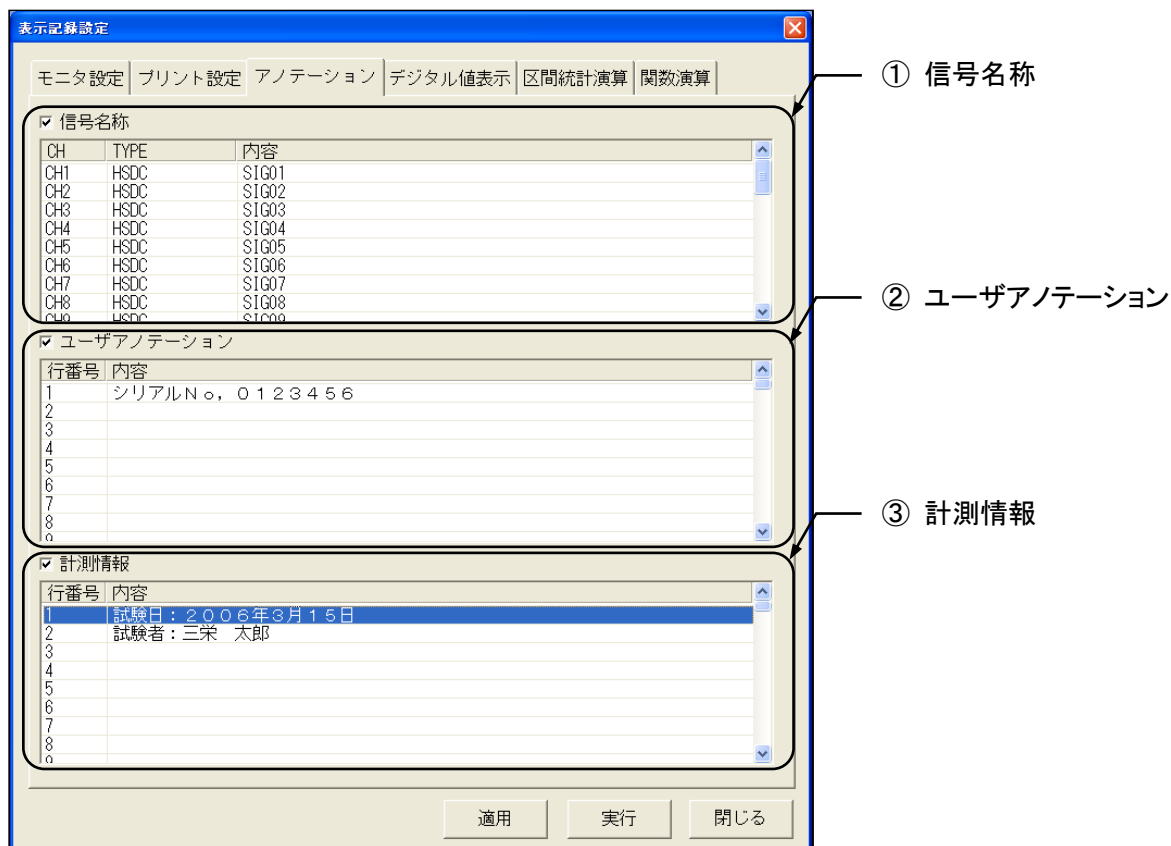 表示記録設定
モニタ設定 プリント設定 アノテーション デジタル値表示 区間統計演算 関数演算
① 信号名称
信号名称
CH TYPE 内容
CH1 HSDC SIG01
CH2 HSDC SIG02
CH3 HSDC SIG03
CH4 HSDC SIG04
CH5 HSDC SIG05
CH6 HSDC SIG06
CH7 HSDC SIG07
CH8 HSDC SIG08
CH9 HSDC SIG09
② ユーザアノテーション
ユーザアノテーション
行番号 内容
1 シリアルNo，0123456
2
3
4
5
6
7
8
9
③ 計測情報
計測情報
行番号 内容
1 試験日：2006年3月15日
2 試験者：三栄　太郎
3
4
5
6
7
8
9
適用 実行 閉じる